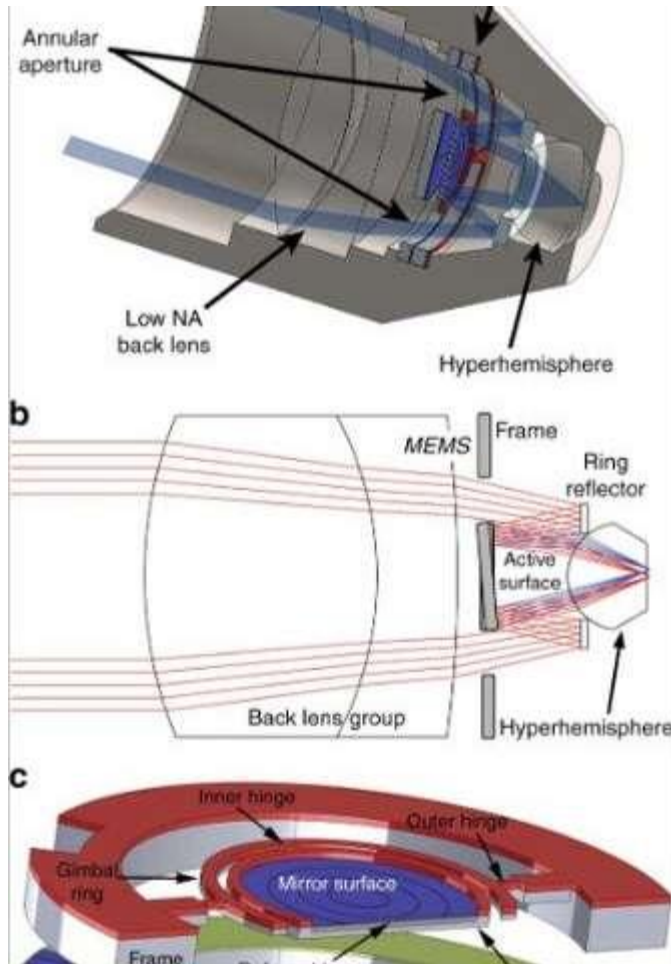 Annular
aperture
Low NA
back lens
Hyperhemisphere
b
MEMS
Frame
Ring
reflector
Active
surface
Back lens group
Hyperhemisphere
c
Inner hinge
Outer hinge
Gimbal
ring
Mirror surface
Frame